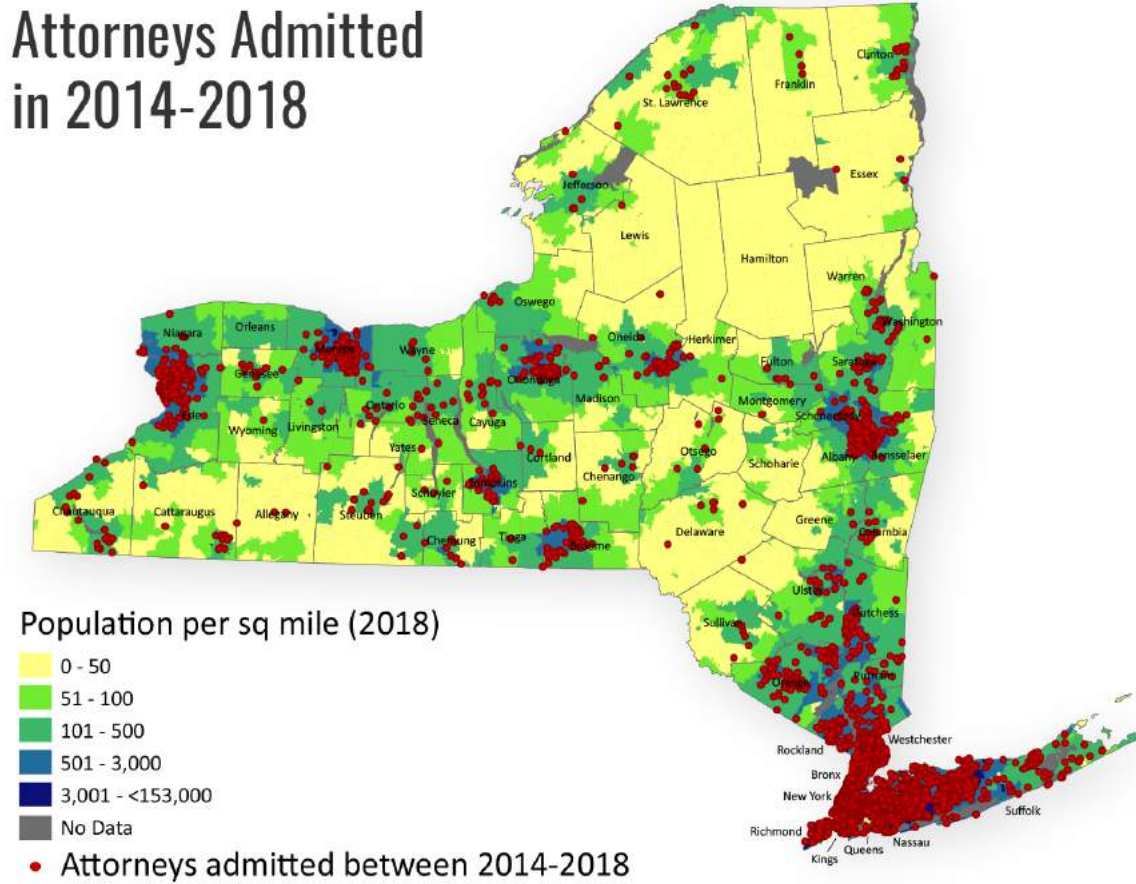 Attorneys Admitted
in 2014-2018
Clinton
Franklin
St. Lawrence
Essex
Jefferson
Lewis
Hamilton
Warren
Oswego
Washington
Niagara
Orleans
Oneida
Herkimer
Monroe
Wayne
Fulton
Saratoga
Genesee
Onondaga
Madison
Montgomery
Ontario
Schenectady
Erie
Wyoming
Livingston
Seneca
Cayuga
Yates
Otsego
Cortland
Schoharie
Albany
Rensselaer
Chenango
Tompkins
Schuyler
Chautauqua
Cattaraugus
Allegany
Steuben
Greene
Chemung
Tioga
Broome
Delaware
Columbia
Ulster
Dutchess
Sullivan
Orange
Putnam
Rockland
Westchester
Bronx
New York
Suffolk
Richmond
Nassau
Queens
Kings
Population per sq mile (2018)
0 - 50
51 - 100
101 - 500
501 - 3,000
3,001 - <153,000
No Data
Attorneys admitted between 2014-2018